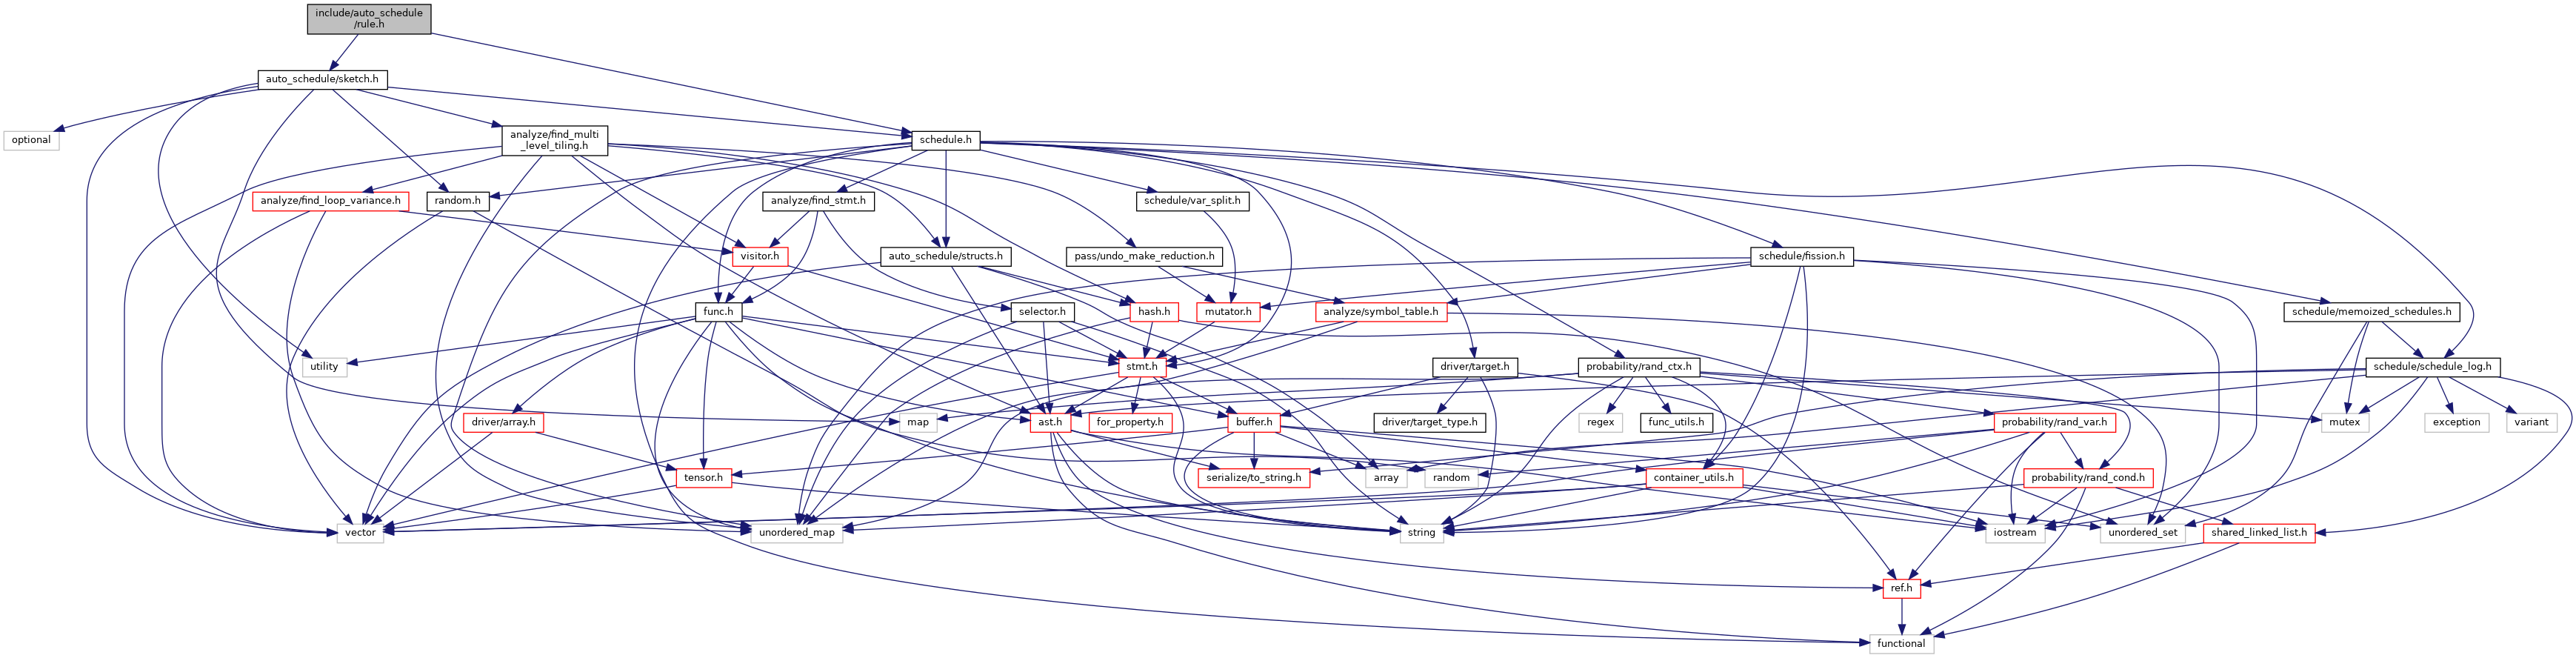 include/auto_schedule
/rule.h
auto_schedule/sketch.h
optional
analyze/find_multi
_level_tiling.h
schedule.h
analyze/find_loop_variance.h
random.h
analyze/find_stmt.h
schedule/var_split.h
visitor.h
auto_schedule/structs.h
pass/undo_make_reduction.h
schedule/fission.h
func.h
selector.h
hash.h
mutator.h
analyze/symbol_table.h
schedule/memoized_schedules.h
utility
stmt.h
driver/target.h
probability/rand_ctx.h
schedule/schedule_log.h
driver/array.h
map
ast.h
for_property.h
buffer.h
driver/target_type.h
regex
func_utils.h
probability/rand_var.h
mutex
exception
variant
tensor.h
serialize/to_string.h
array
random
container_utils.h
probability/rand_cond.h
vector
unordered_map
string
iostream
unordered_set
shared_linked_list.h
ref.h
functional